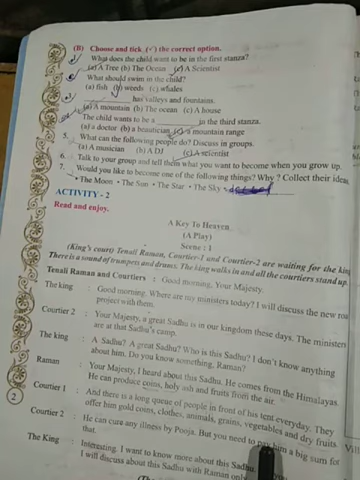 (B) Choose and tick (✓) the correct option.
What does the child want to be in the first stanza?
(a) A Tree (b) The Ocean (c) A Scientist
What should swim in the child?
(a) fish (b) weeds (c) whales
has valleys and fountains.
(a) A mountain (b) The ocean (c) A house
The child wants to be a ______ in the third stanza.
(a) a doctor (b) a beautician (c) a mountain range
5. What can the following people do? Discuss in groups.
(a) A musician (b) A DJ (c) A scientist
6. Talk to your group and tell them what you want to become when you grow up.
7. Would you like to become one of the following things? Why? Collect their ideas
• The Moon • The Sun • The Star • The Sky
ACTIVITY - 2
Read and enjoy.
A Key To Heaven
(A Play)
Scene : 1
(King's court) Tenali Raman, Courtier-1 and Courtier-2 are waiting for the king
There is a sound of trumpets and drums. The king walks in and all the courtiers stand up.
Tenali Raman and Courtiers : Good morning, Your Majesty.
The king : Good morning. Where are my ministers today? I will discuss the new roa
project with them.
Courtier 2 : Your Majesty, a great Sadhu is in our kingdom these days. The ministers
are at that Sadhu's camp.
The king : A Sadhu? A great Sadhu? Who is this Sadhu? I don't know anything
about him. Do you know something, Raman?
Raman : Your Majesty, I heard about this Sadhu. He comes from the Himalayas.
He can produce coins, holy ash and fruits from the air.
Courtier 1 : And there is a long queue of people in front of his tent everyday. They
offer him gold coins, clothes, animals, grains, vegetables and dry fruits.
Courtier 2 : He can cure any illness by Pooja. But you need to pay him a big sum for
that.
The King : Interesting. I want to know more about this Sadhu.
I will discuss about this Sadhu with Raman only
2